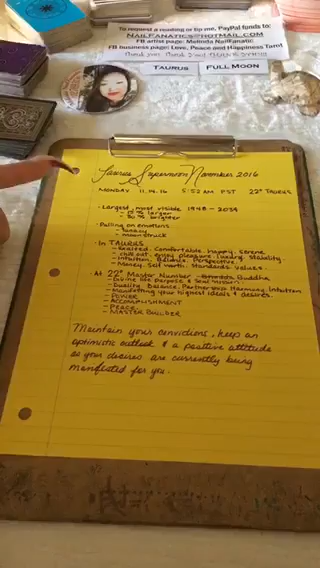 To request a reading or tip me, PayPal funds to:
NAILFANATICS@HOTMAIL.COM
FB artist page: Melinda NailFanatic
FB business page: Love, Peace and Happiness Tarot
Thank you
TAURUS
FULL MOON
Taurus Supermoon November 2016
MONDAY 11.14.16 5:52 AM PST 22° TAURUS
· Largest, most visible 1948 - 2034
- 14% larger
- 30% brighter
· Pulling on emotions
- lunacy
- moonstruck
· In TAURUS
- Exalted. Comfortable. happy. serene
- chill out. enjoy pleasure. luxury. stability
- Intuition. Balance. Perspective.
- Money. Self worth. Standards. values.
· At 22° Master Number Buddha
- Divine life Purpose & Soul Mission
- Duality. Balance. Partnership. Harmony. Intuition
- Manifesting your highest ideals & desires.
- POWER
- ACCOMPLISHMENT
- PEACE
- MASTER BUILDER
Maintain your convictions, keep an
optimistic outlook & a positive attitude
as your desires are currently being
manifested for you.